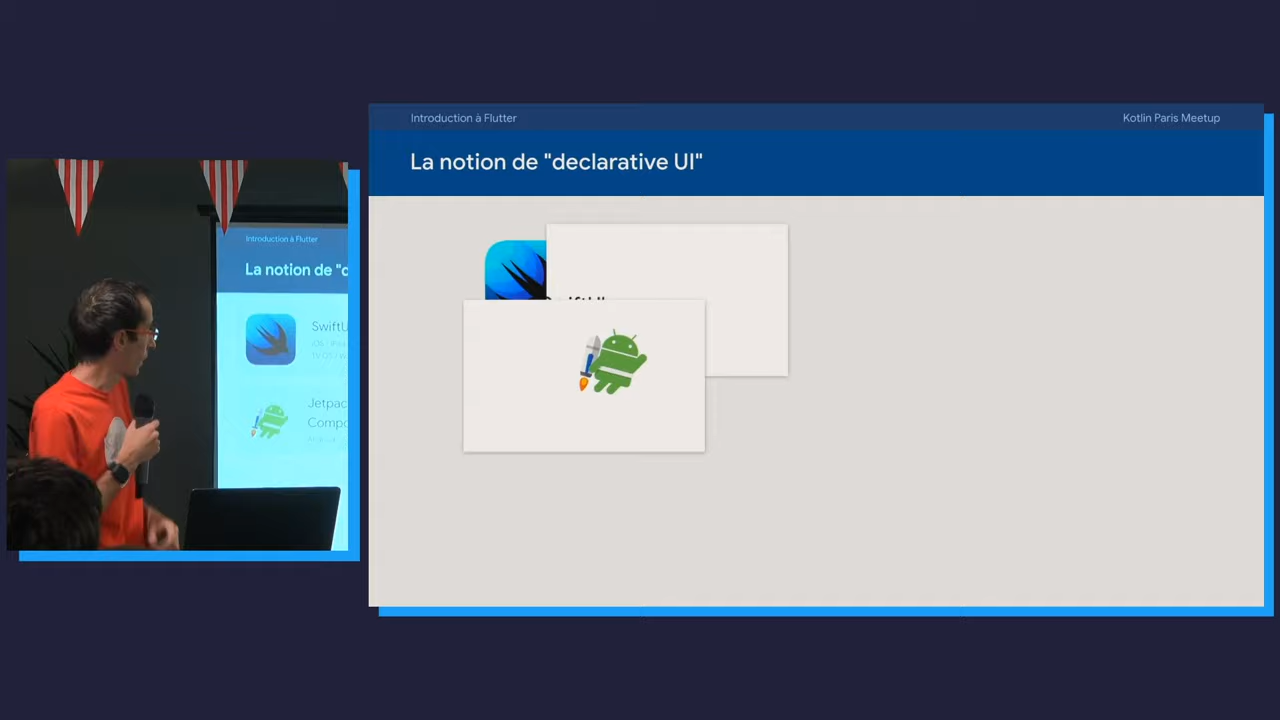 Introduction à Flutter
Kotlin Paris Meetup
La notion de "declarative UI"
Introduction à Flutter
La notion de "d
SwiftU
Jetpac
Compo